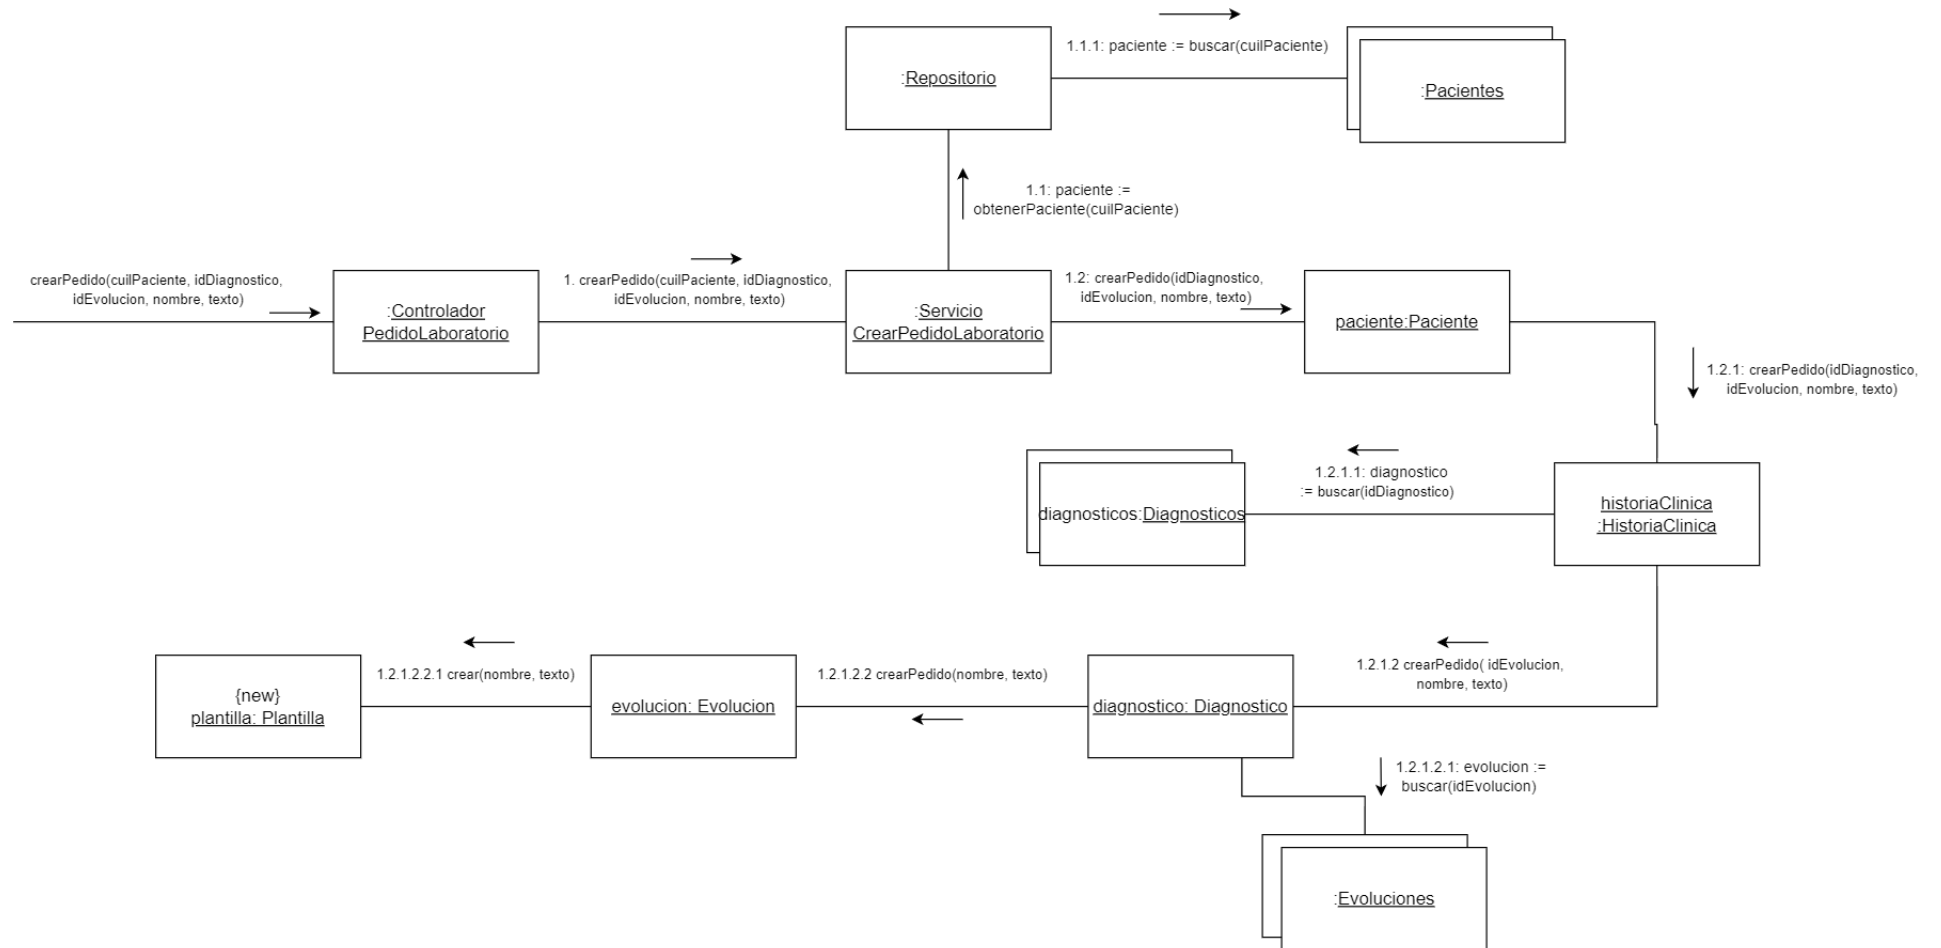 1.1.1: paciente := buscar(cuilPaciente)
:Repositorio
:Pacientes
1.1: paciente :=
obtenerPaciente(cuilPaciente)
crearPedido(cuilPaciente, idDiagnostico,
idEvolucion, nombre, texto)
:Controlador
PedidoLaboratorio
1. crearPedido(cuilPaciente, idDiagnostico,
idEvolucion, nombre, texto)
:Servicio
CrearPedidoLaboratorio
1.2: crearPedido(idDiagnostico,
idEvolucion, nombre, texto)
paciente:Paciente
1.2.1: crearPedido(idDiagnostico,
idEvolucion, nombre, texto)
diagnosticos:Diagnosticos
1.2.1.1: diagnostico
:= buscar(idDiagnostico)
historiaClinica
:HistoriaClinica
{new}
plantilla: Plantilla
1.2.1.2.2.1 crear(nombre, texto)
evolucion: Evolucion
1.2.1.2.2 crearPedido(nombre, texto)
diagnostico: Diagnostico
1.2.1.2 crearPedido( idEvolucion,
nombre, texto)
1.2.1.2.1: evolucion :=
buscar(idEvolucion)
:Evoluciones